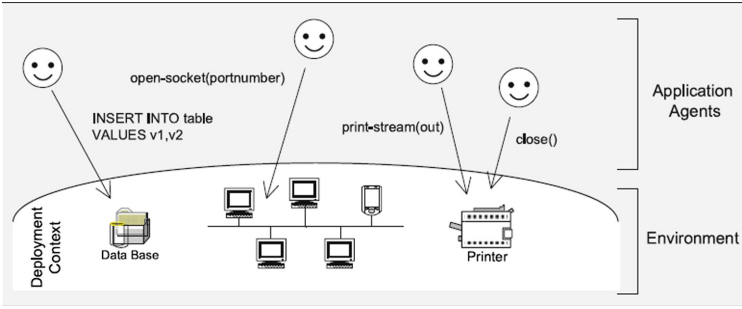 open-socket(portnumber)
INSERT INTO table
VALUES v1,v2
print-stream(out)
close()
Application
Agents
Deployment
Context
Data Base
Printer
Environment